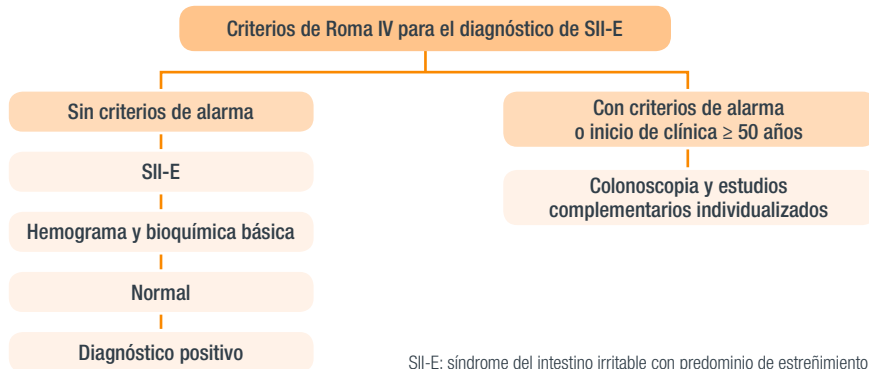 Criterios de Roma IV para el diagnóstico de SII-E
Sin criterios de alarma
SII-E
Hemograma y bioquímica básica
Normal
Diagnóstico positivo
Con criterios de alarma
o inicio de clínica ≥ 50 años
Colonoscopia y estudios
complementarios individualizados
SII-E: síndrome del intestino irritable con predominio de estreñimiento